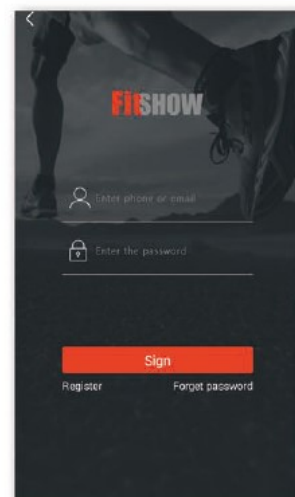 FitSHOW
Enter phone or email
Enter the password
Sign
Register Forget password